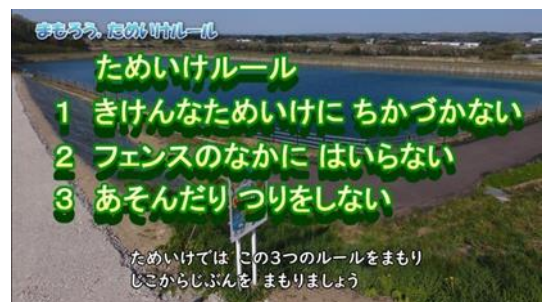 まもろう、ためいけルール
ためいけルール
1 きけんなためいけに ちかづかない
2 フェンスのなかに はいらない
3 あそんだり つりをしない
ためいけでは この3つのルールをまもり
じこからじぶんを まもりましょう